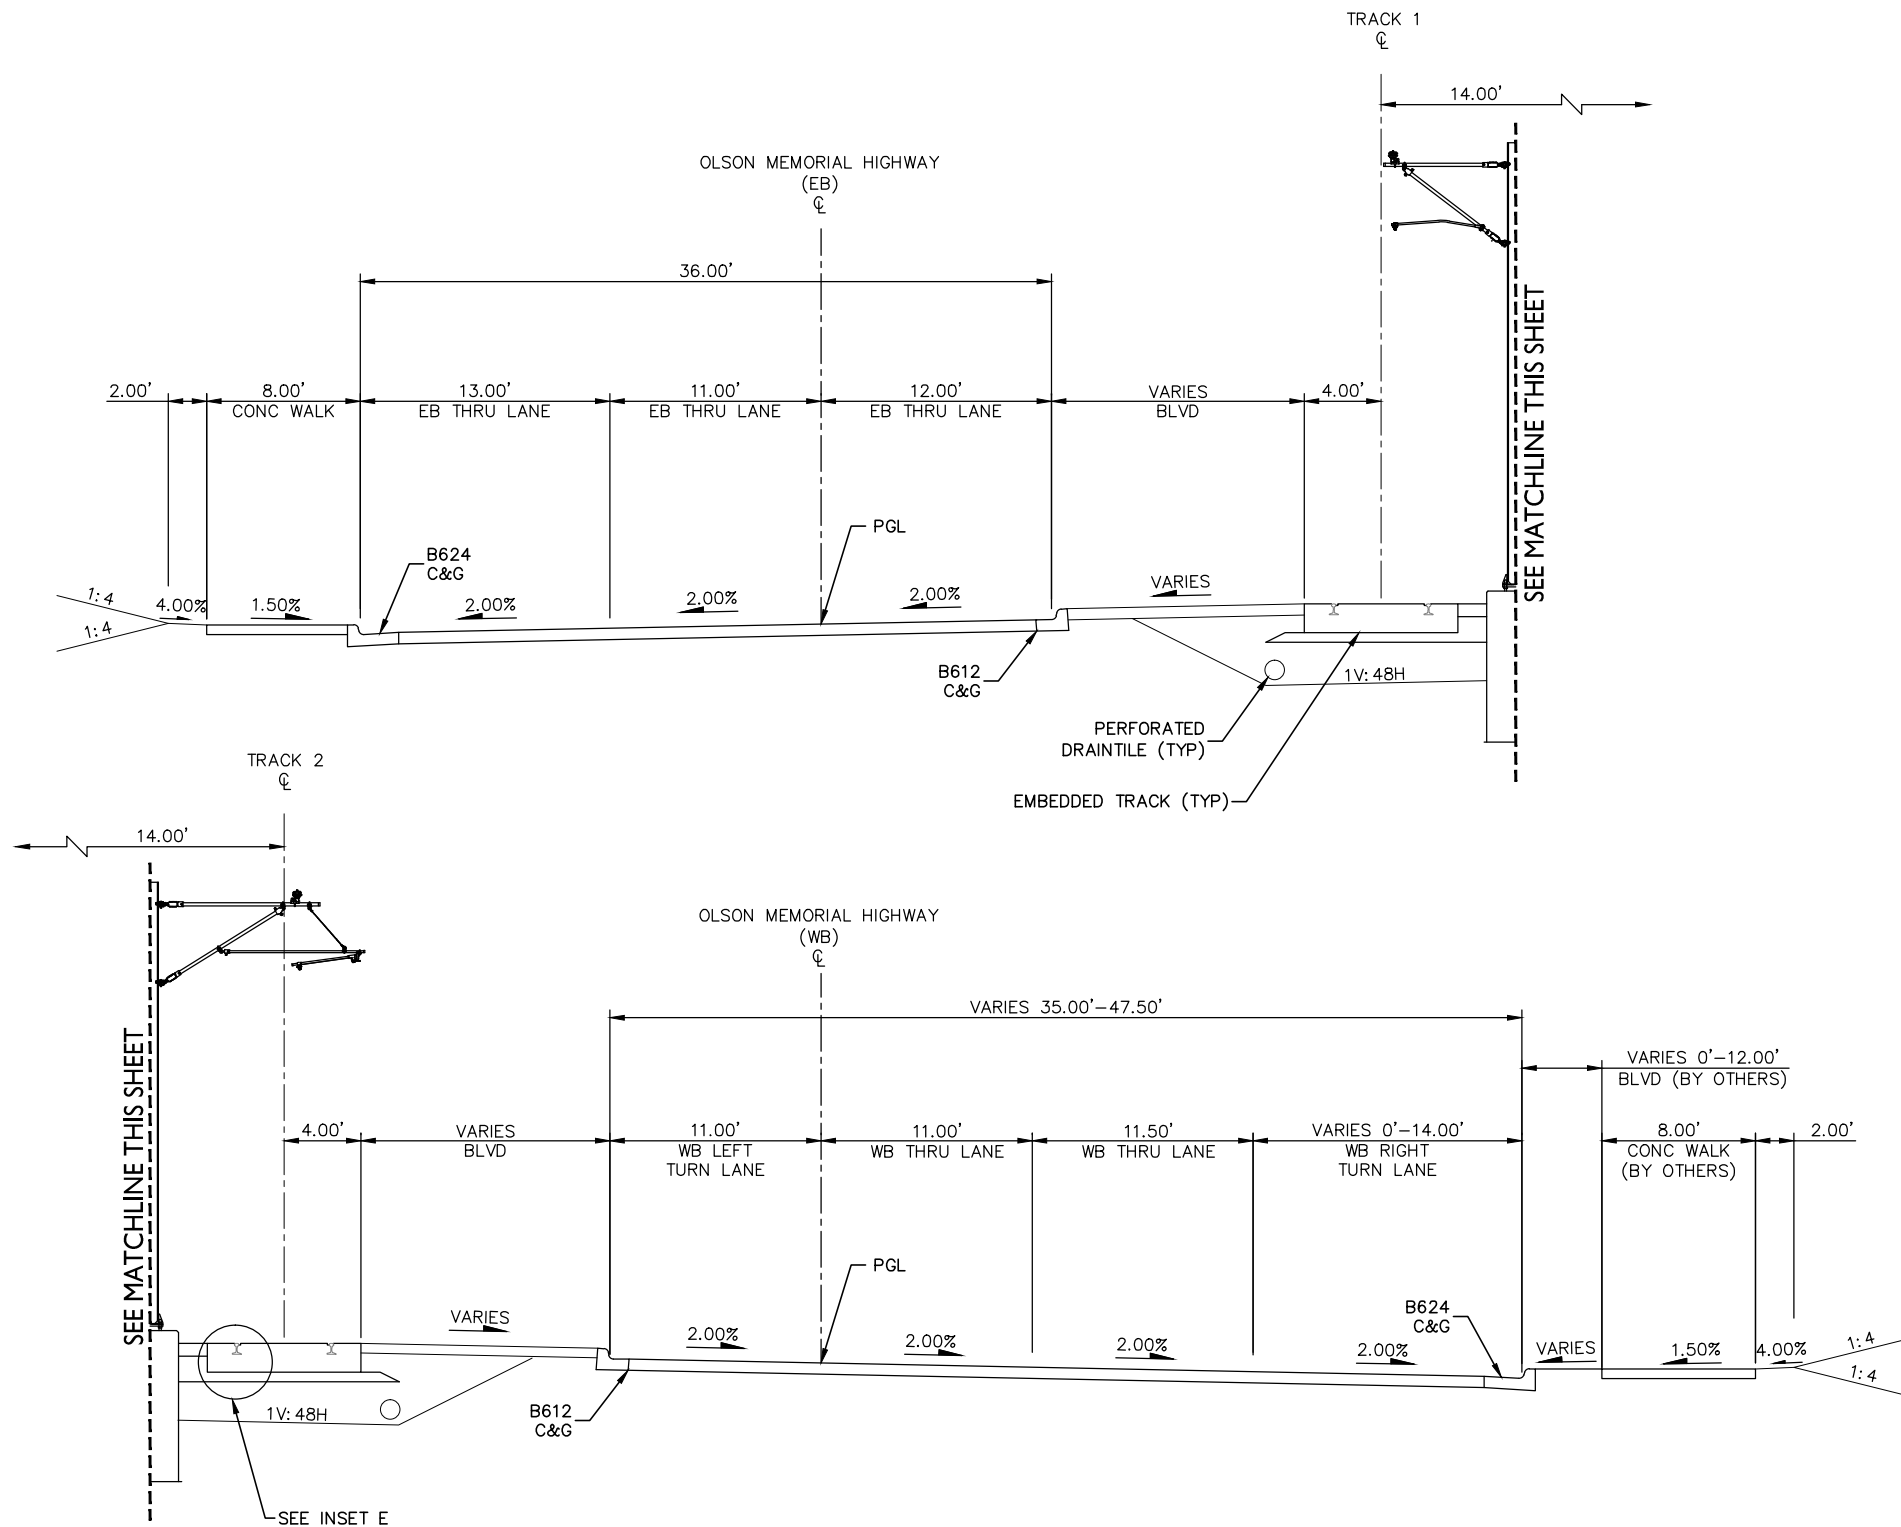 TRACK 1
℄
14.00'
OLSON MEMORIAL HIGHWAY
(EB)
℄
36.00'
SEE MATCHLINE THIS SHEET
2.00'
8.00'
CONC WALK
13.00'
EB THRU LANE
11.00'
EB THRU LANE
12.00'
EB THRU LANE
VARIES
BLVD
4.00'
PGL
B624
C&G
1:4
1:4
4.00%
1.50%
2.00%
2.00%
2.00%
VARIES
B612
C&G
1V:48H
PERFORATED
DRAINTILE (TYP)
EMBEDDED TRACK (TYP)
TRACK 2
℄
14.00'
OLSON MEMORIAL HIGHWAY
(WB)
℄
VARIES 35.00'-47.50'
SEE MATCHLINE THIS SHEET
VARIES 0'-12.00'
BLVD (BY OTHERS)
4.00'
VARIES
BLVD
11.00'
WB LEFT
TURN LANE
11.00'
WB THRU LANE
11.50'
WB THRU LANE
VARIES 0'-14.00'
WB RIGHT
TURN LANE
8.00'
CONC WALK
(BY OTHERS)
2.00'
PGL
B624
C&G
VARIES
2.00%
2.00%
2.00%
2.00%
VARIES
1.50%
4.00%
1:4
1:4
1V:48H
B612
C&G
SEE INSET E